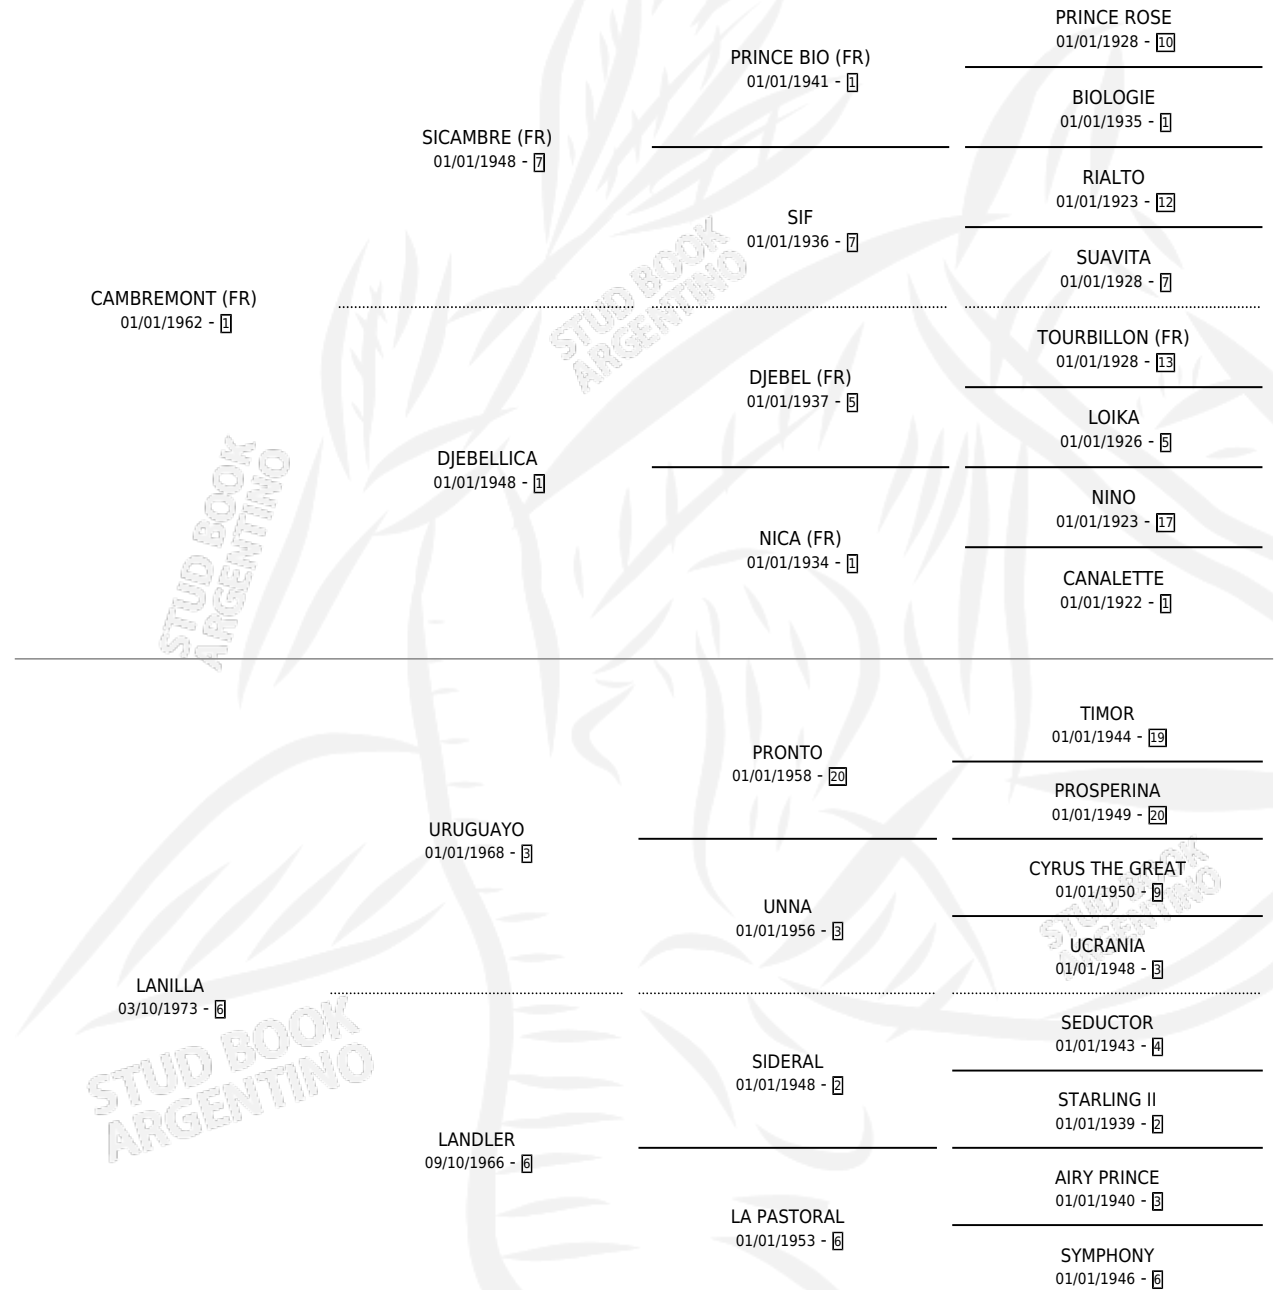 PRINCE ROSE
01/01/1928 - 10
PRINCE BIO (FR)
01/01/1941 - 1
BIOLOGIE
01/01/1935 - 1
SICAMBRE (FR)
01/01/1948 - 7
RIALTO
01/01/1923 - 12
SIF
01/01/1936 - 7
SUAVITA
01/01/1928 - 7
CAMBREMONT (FR)
01/01/1962 - 1
TOURBILLON (FR)
01/01/1928 - 13
DJEBEL (FR)
01/01/1937 - 5
LOIKA
01/01/1926 - 5
DJEBELLICA
01/01/1948 - 1
NINO
01/01/1923 - 17
NICA (FR)
01/01/1934 - 1
CANALETTE
01/01/1922 - 1
TIMOR
01/01/1944 - 19
PRONTO
01/01/1958 - 20
PROSPERINA
01/01/1949 - 20
URUGUAYO
01/01/1968 - 3
CYRUS THE GREAT
01/01/1950 - 9
UNNA
01/01/1956 - 3
UCRANIA
01/01/1948 - 3
LANILLA
03/10/1973 - 6
SEDUCTOR
01/01/1943 - 4
SIDERAL
01/01/1948 - 2
STARLING II
01/01/1939 - 2
LANDLER
09/10/1966 - 6
AIRY PRINCE
01/01/1940 - 3
LA PASTORAL
01/01/1953 - 6
SYMPHONY
01/01/1946 - 6
STUD BOOK
ARGENTINO
STUD BOOK
ARGENTINO
STUD BOOK
ARGENTINO
STUD BOOK
ARGENTINO